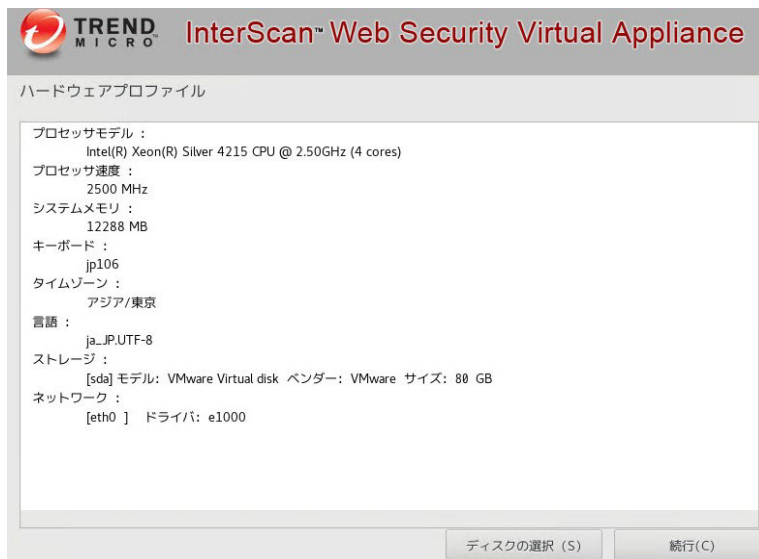 TREND
MICRO™
InterScan™ Web Security Virtual Appliance
ハードウェアプロファイル
プロセッサモデル :
Intel(R) Xeon(R) Silver 4215 CPU @ 2.50GHz (4 cores)
プロセッサ速度 :
2500 MHz
システムメモリ :
12288 MB
キーボード :
jp106
タイムゾーン :
アジア/東京
言語 :
ja_JP.UTF-8
ストレージ :
[sda] モデル: VMware Virtual disk ベンダー: VMware サイズ: 80 GB
ネットワーク :
[eth0 ] ドライバ: e1000
ディスクの選択 (S)
続行(C)